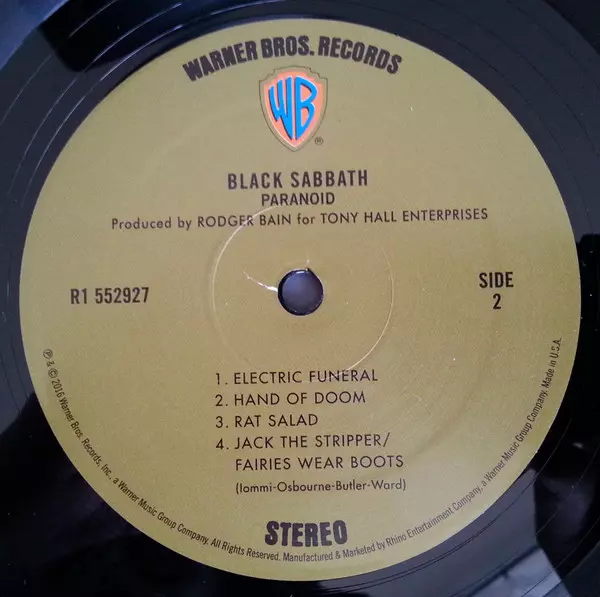 WARNER BROS. RECORDS
WB
®
BLACK SABBATH
PARANOID
Produced by RODGER BAIN for TONY HALL ENTERPRISES
R1 552927
SIDE
2
1. ELECTRIC FUNERAL
2. HAND OF DOOM
3. RAT SALAD
4. JACK THE STRIPPER/
FAIRIES WEAR BOOTS
(Iommi-Osbourne-Butler-Ward)
STEREO
℗ & © 2016 Warner Bros. Records, Inc., a Warner Music Group Company. All Rights Reserved. Manufactured & Marketed by Rhino Entertainment Company, a Warner Music Group Company. Made in U.S.A.